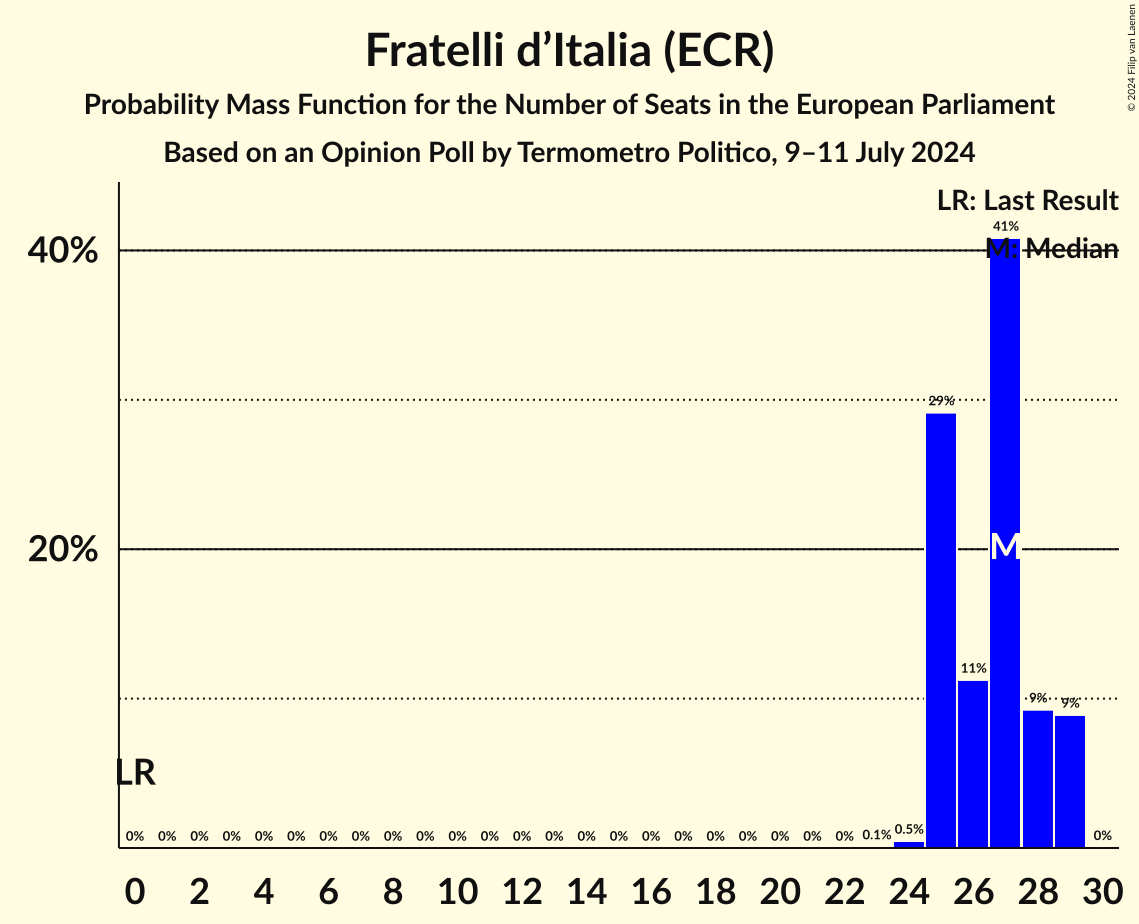 Fratelli d’Italia (ECR)
Probability Mass Function for the Number of Seats in the European Parliament
Based on an Opinion Poll by Termometro Politico, 9–11 July 2024
© 2024 Filip van Laenen
LR: Last Result
M: Median
41%
40%
29%
20%
M
11%
9% 9%
LR
0% 0% 0% 0% 0% 0% 0% 0% 0% 0% 0% 0% 0% 0% 0% 0% 0% 0% 0% 0% 0% 0% 0% 0.1% 0.5% 0%
0 2 4 6 8 10 12 14 16 18 20 22 24 26 28 30